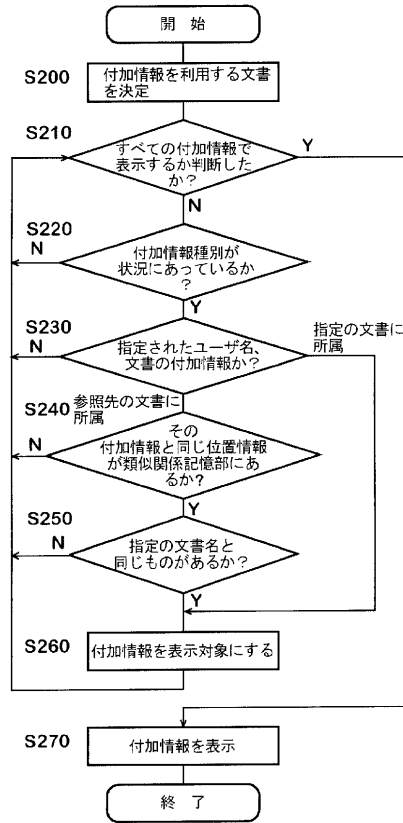 開 始
S200
付加情報を利用する文書
を決定
S210
すべての付加情報で
表示するか判断した
か?
Y
N
S220
N
付加情報種別が
状況にあっているか
?
Y
S230
N
指定されたユーザ名、
文書の付加情報か?
指定の文書に
所属
S240
参照先の文書に
所属
N
その
付加情報と同じ位置情報
が類似関係記憶部にあ
るか?
Y
S250
N
指定の文書名と
同じものがあるか?
Y
S260
付加情報を表示対象にする
S270
付加情報を表示
終 了